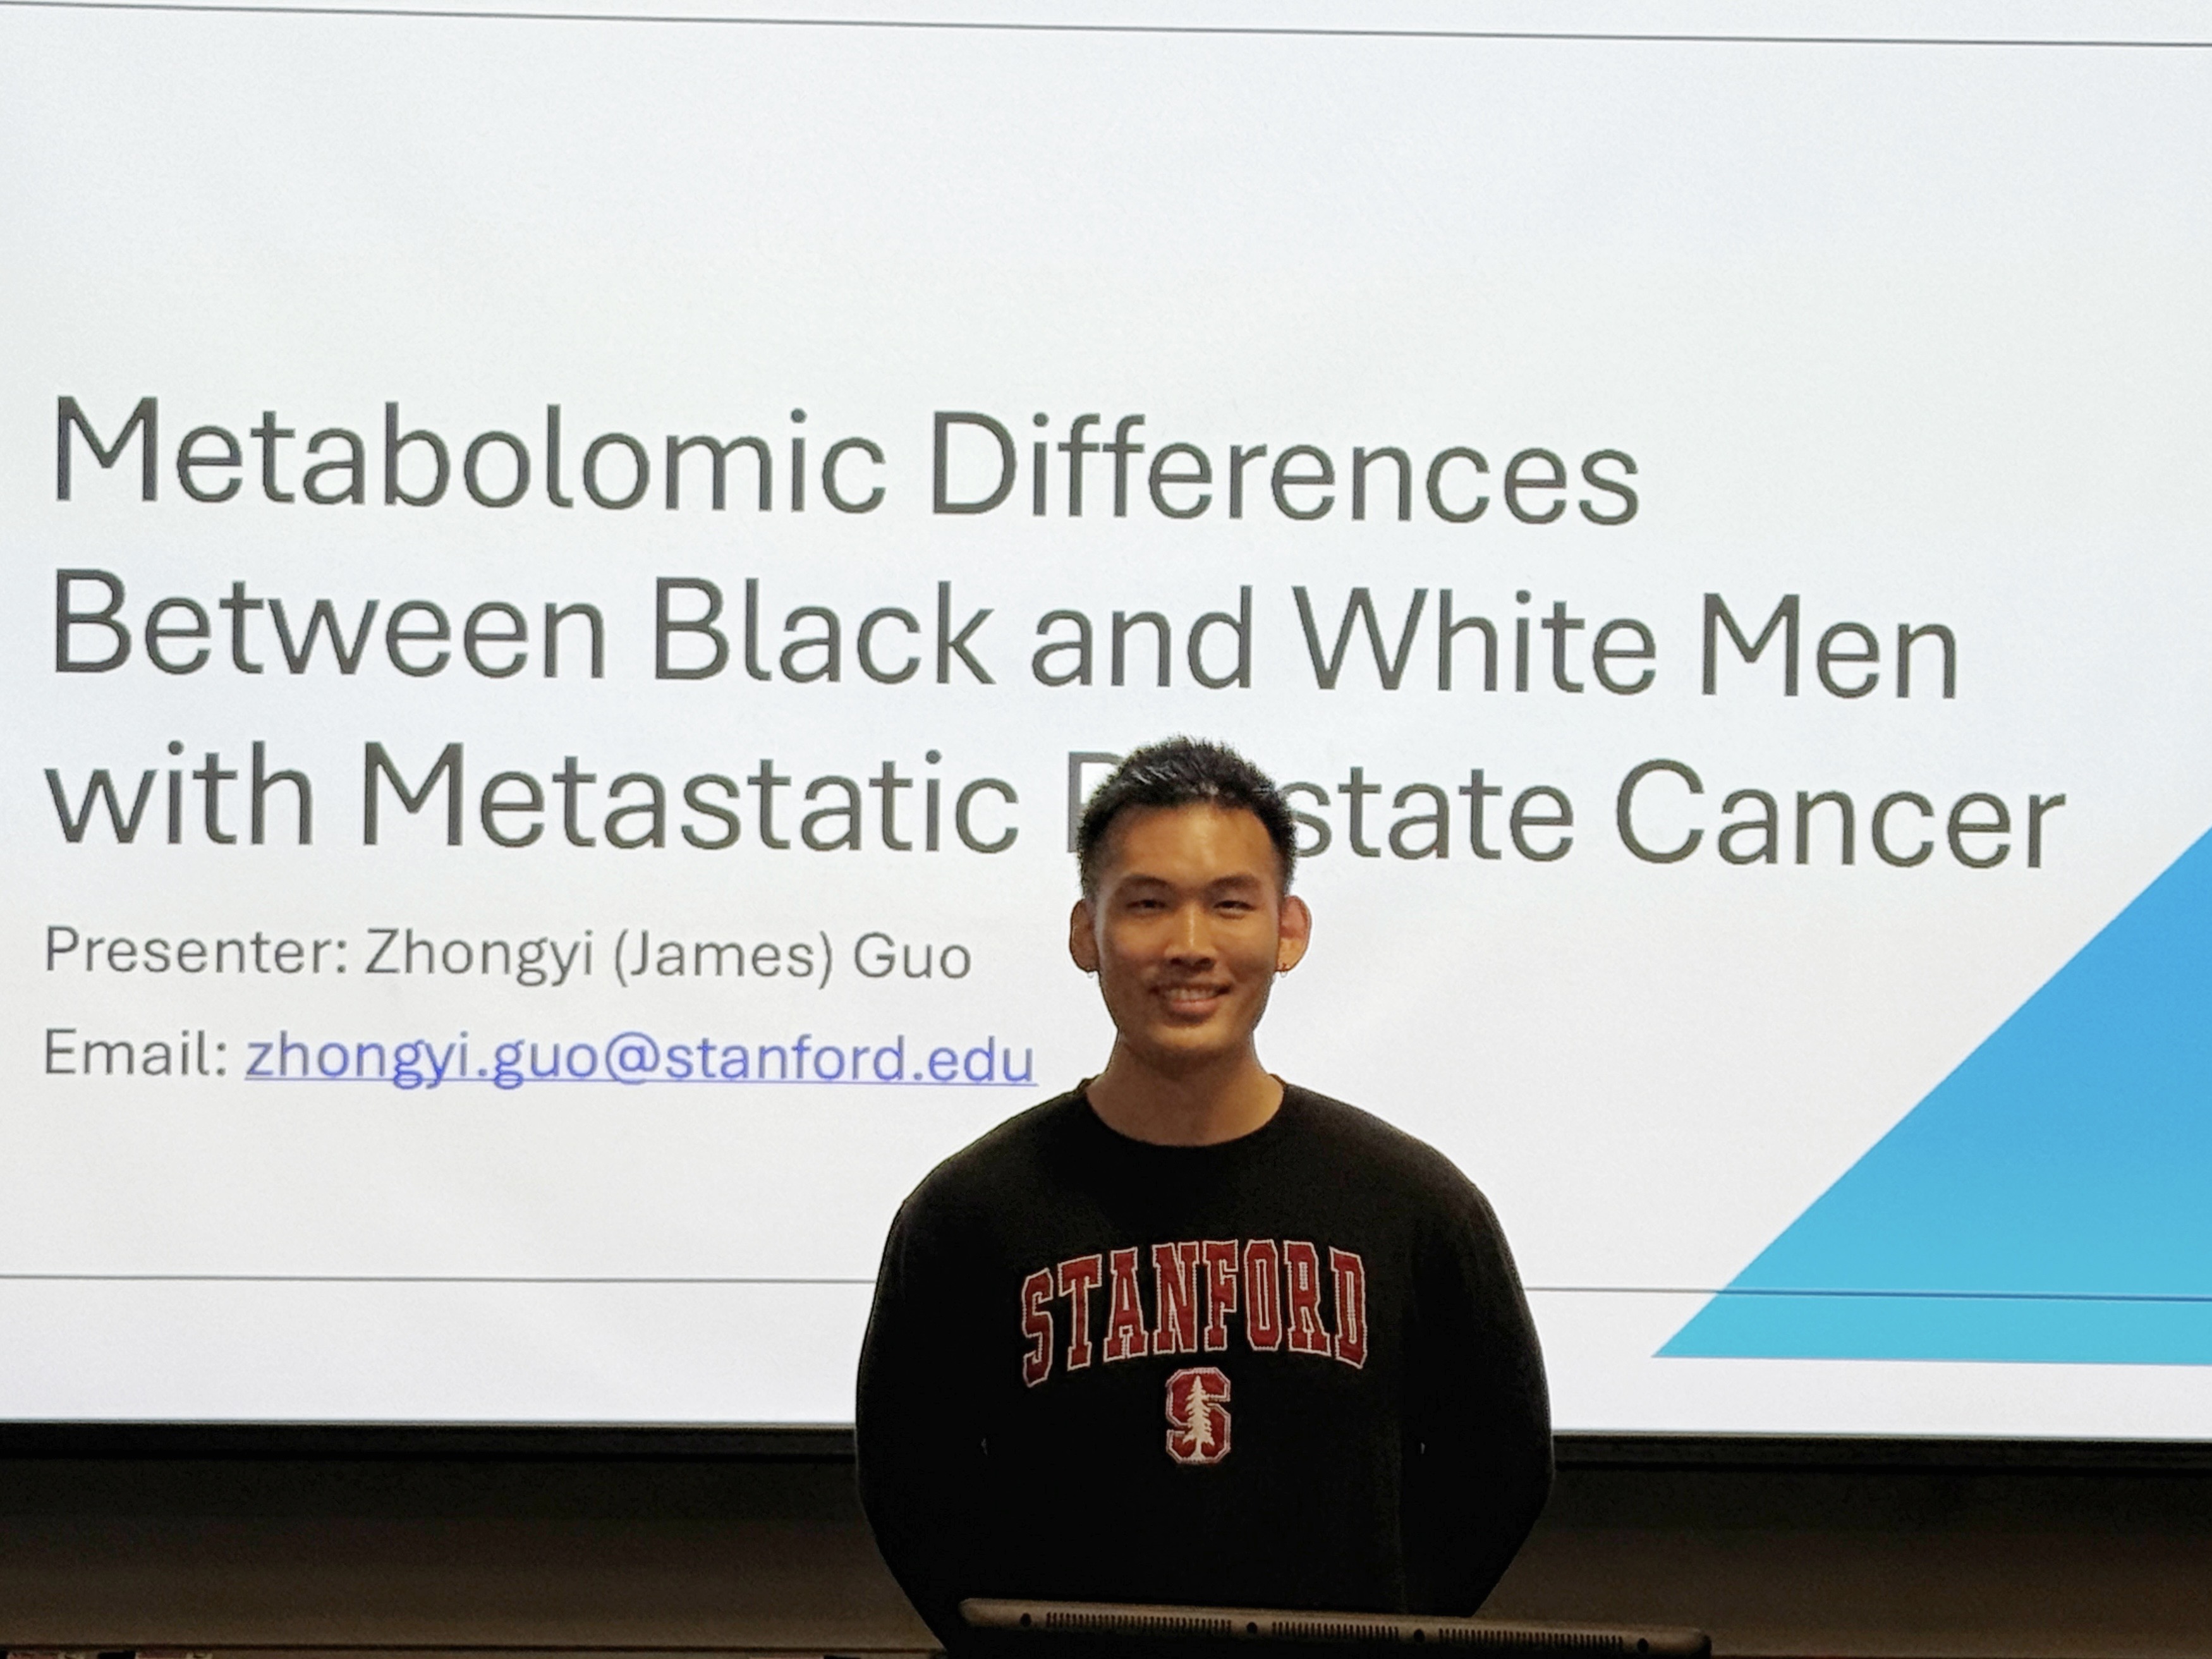 Metabolomic Differences
Between Black and White Men
with Metastatic state Cancer
Presenter: Zhongyi (James) Guo
Email: zhongyi.guo@stanford.edu
STANFORD
S